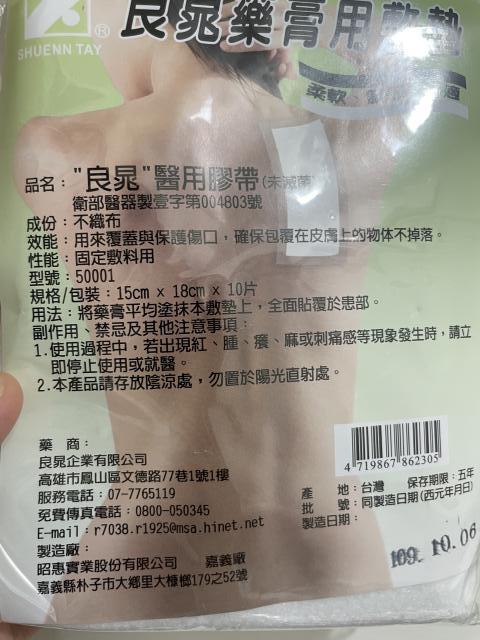 SHUENN TAY
®
良晁藥膏用敷墊
柔軟
品名："良晁"醫用膠帶(未滅菌)
衛部醫器製壹字第004803號
成份：不織布
效能：用來覆蓋與保護傷口，確保包覆在皮膚上的物体不掉落。
性能：固定敷料用
型號：50001
規格/包裝：15cm x 18cm x 10片
用法：將藥膏平均塗抹本敷墊上，全面貼覆於患部。
副作用、禁忌及其他注意事項：
1.使用過程中，若出現紅、腫、癢、麻或刺痛感等現象發生時，請立
即停止使用或就醫。
2.本產品請存放陰涼處，勿置於陽光直射處。
藥 商：
良晁企業有限公司
高雄市鳳山區文德路77巷1號1樓
服務電話：07-7765119
免費傳真電話：0800-050345
E-mail：r7038.r1925@msa.hinet.net
製造廠：
昭惠實業股份有限公司 嘉義廠
嘉義縣朴子市大鄉里大槺榔179之52號
4 719867 862305
產 地：台灣 保存期限：五年
批 號：同製造日期(西元年月日)
製造日期：
109. 10.06